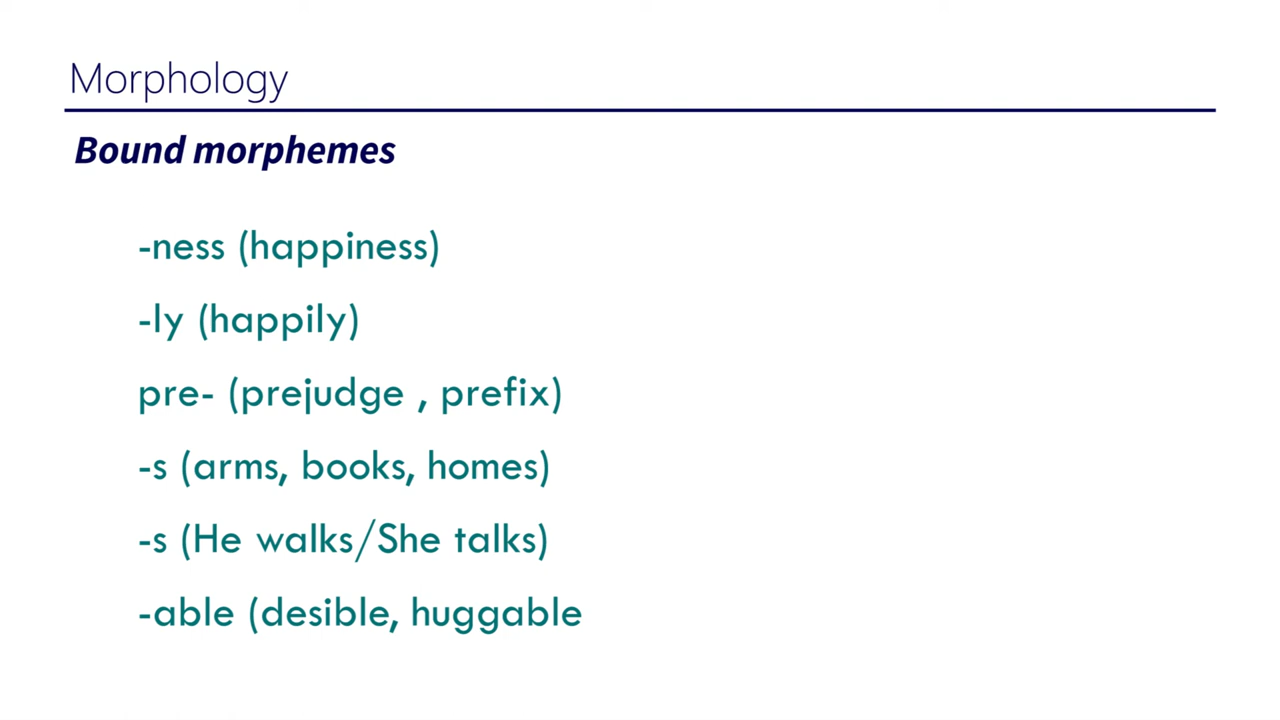 Morphology
Bound morphemes
-ness (happiness)
-ly (happily)
pre- (prejudge , prefix)
-s (arms, books, homes)
-s (He walks/She talks)
-able (desible, huggable